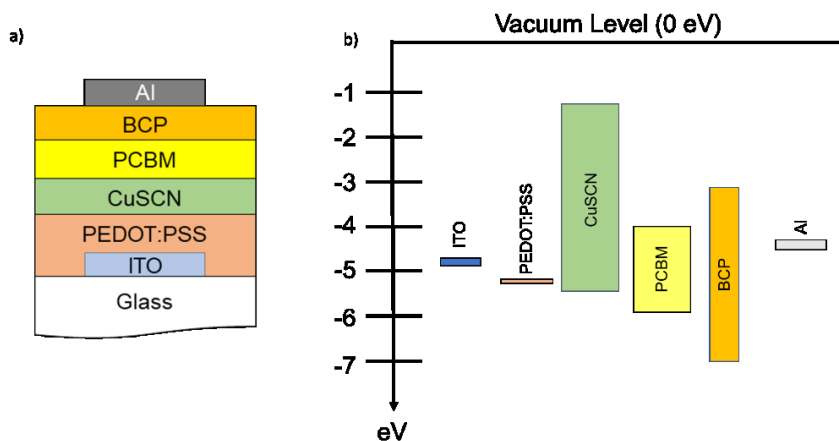 a)
Al
BCP
PCBM
CuSCN
PEDOT:PSS
ITO
Glass
b)
Vacuum Level (0 eV)
-1
-2
-3
-4
-5
-6
-7
eV
ITO
PEDOT:PSS
CuSCN
PCBM
BCP
Al